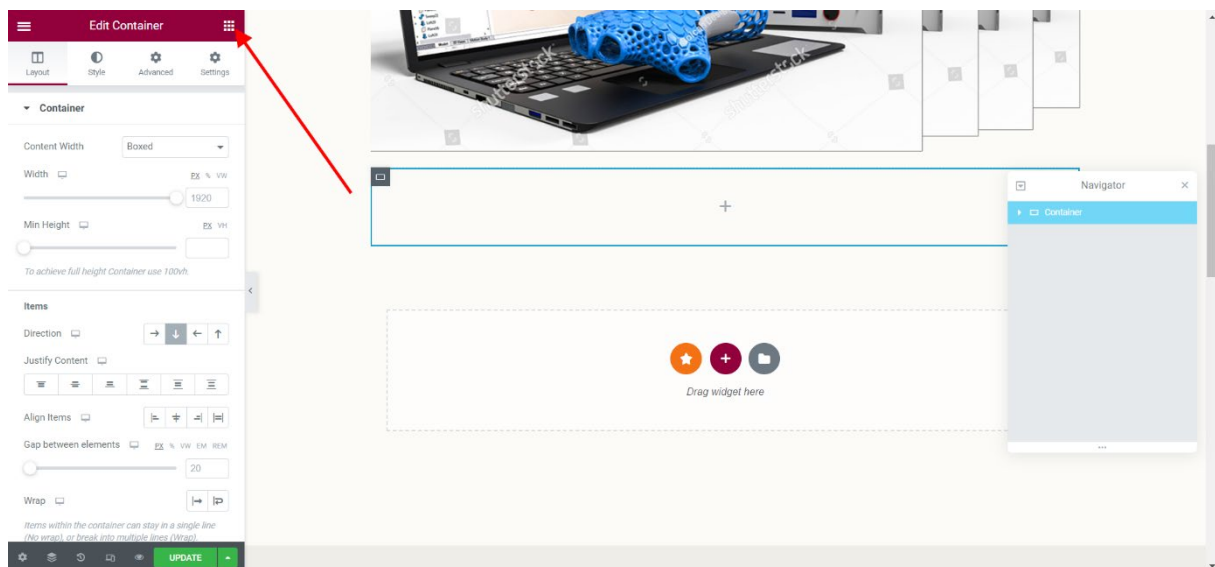 Edit Container
Layout Style Advanced Settings
Container
Content Width Boxed
Width PX % VW
1920
Min Height PX VH
To achieve full height Container use 100vh.
Items
Direction
Justify Content
Align Items
Gap between elements PX % VW EM REM
20
Wrap
Items within the container can stay in a single line
(No wrap), or break into multiple lines (Wrap).
UPDATE
shutterstock
shutterstock
Drag widget here
Navigator
Container